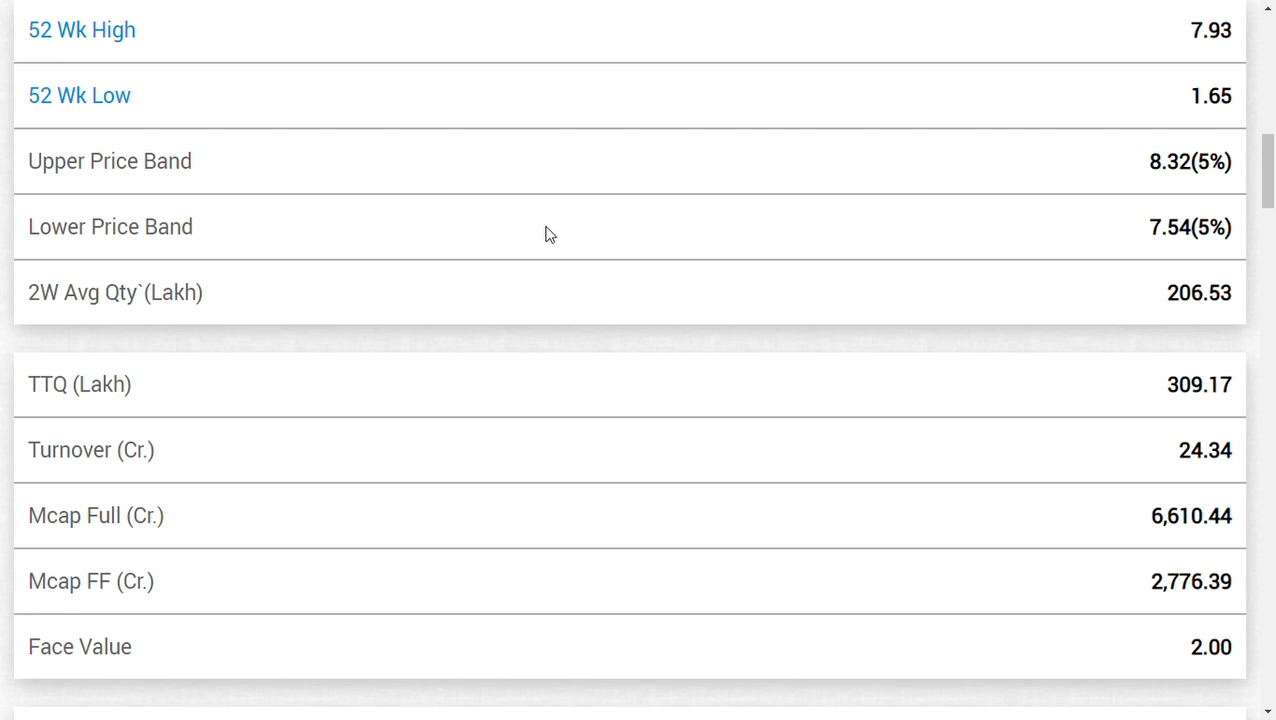 52 Wk High 7.93
52 Wk Low 1.65
Upper Price Band 8.32(5%)
Lower Price Band 7.54(5%)
2W Avg Qty`(Lakh) 206.53
TTQ (Lakh) 309.17
Turnover (Cr.) 24.34
Mcap Full (Cr.) 6,610.44
Mcap FF (Cr.) 2,776.39
Face Value 2.00